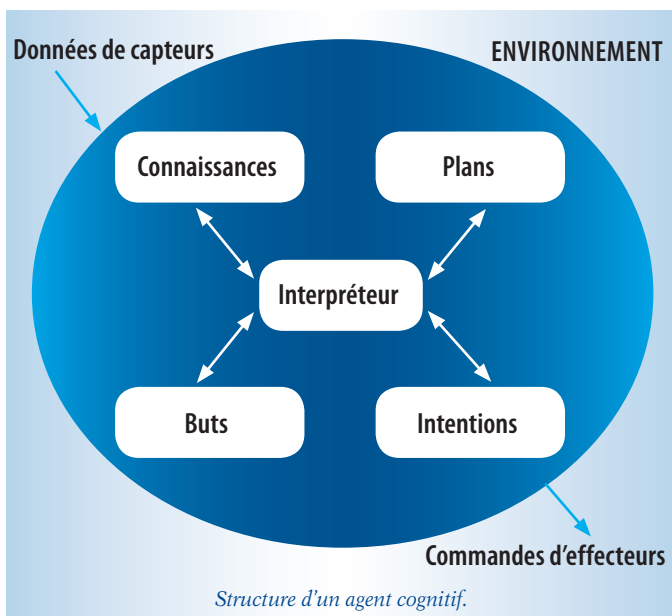 Données de capteurs
ENVIRONNEMENT
Connaissances
Plans
Interpréteur
Buts
Intentions
Commandes d'effecteurs
Structure d'un agent cognitif.